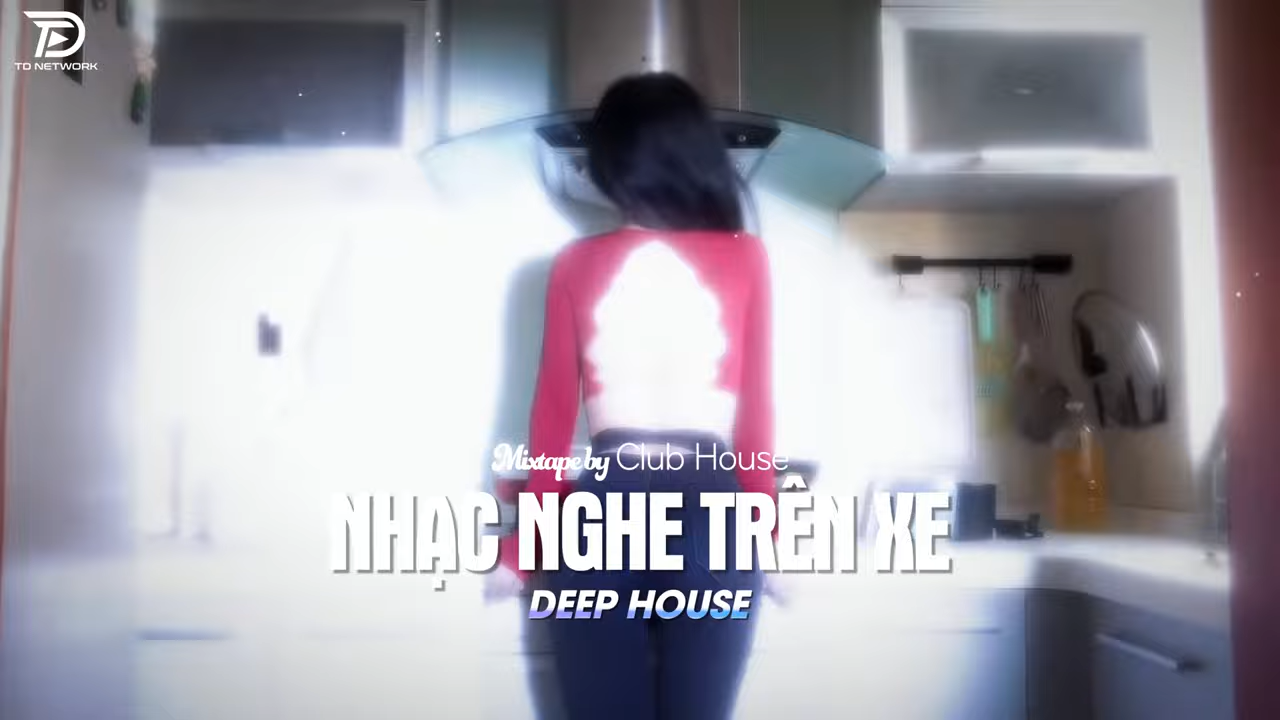 TD NETWORK
Mixtape by Club House
NHẠC NGHE TRÊN XE
DEEP HOUSE